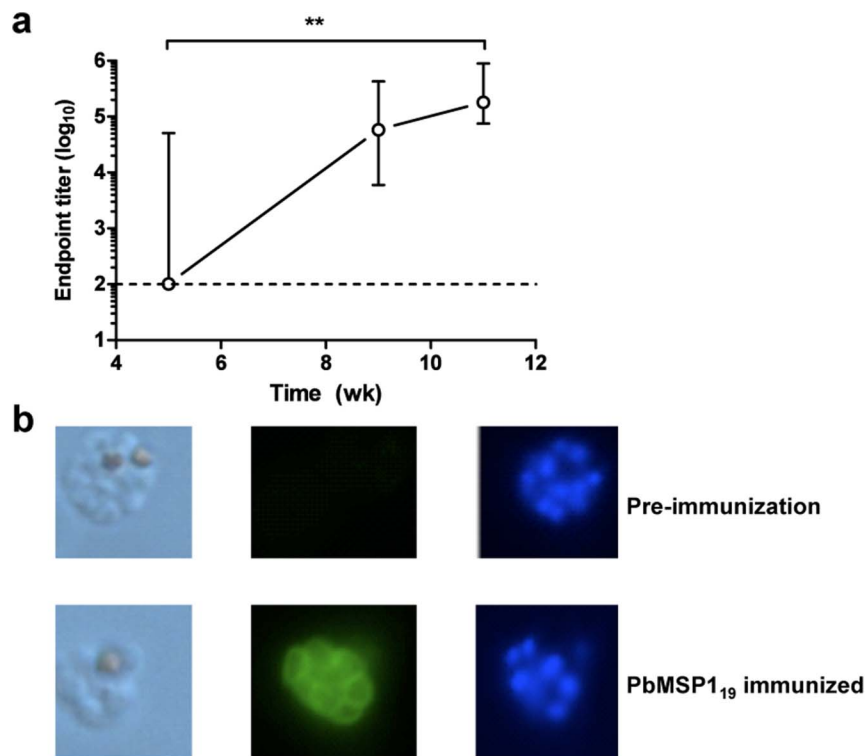 a
**
Endpoint titer (log₁₀)
6
5
4
3
2
1
4 6 8 10 12
Time (wk)
b
Pre-immunization
PbMSP1₁₉ immunized